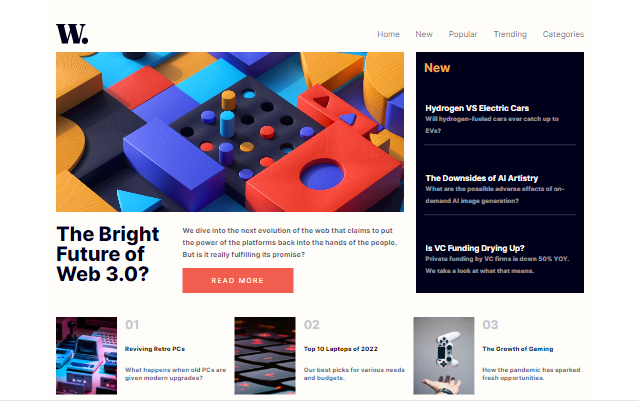 W.
Home New Popular Trending Categories
The Bright
Future of
Web 3.0?
We dive into the next evolution of the web that claims to put
the power of the platforms back into the hands of the people.
But is it really fulfilling its promise?
READ MORE
New
Hydrogen VS Electric Cars
Will hydrogen-fueled cars ever catch up to
EVs?
The Downsides of AI Artistry
What are the possible adverse effects of on-
demand AI image generation?
Is VC Funding Drying Up?
Private funding by VC firms is down 50% YOY.
We take a look at what that means.
01
Reviving Retro PCs
What happens when old PCs are
given modern upgrades?
02
Top 10 Laptops of 2022
Our best picks for various needs
and budgets.
03
The Growth of Gaming
How the pandemic has sparked
fresh opportunities.